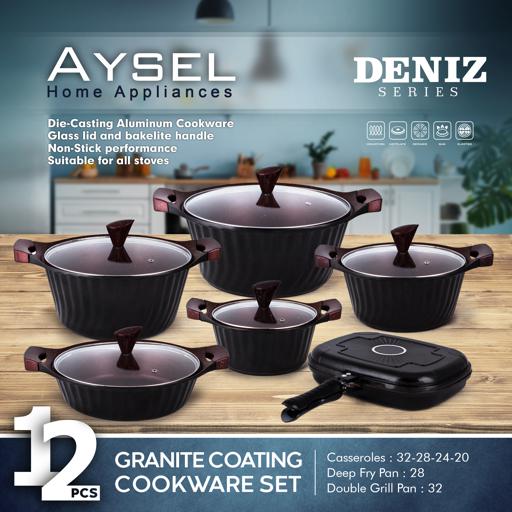 AYSEL
Home Appliances
DENIZ
SERIES
Die-Casting Aluminum Cookware
Glass lid and bakelite handle
Non-Stick performance
Suitable for all stoves
12
PCS
GRANITE COATING
COOKWARE SET
Casseroles : 32-28-24-20
Deep Fry Pan : 28
Double Grill Pan : 32